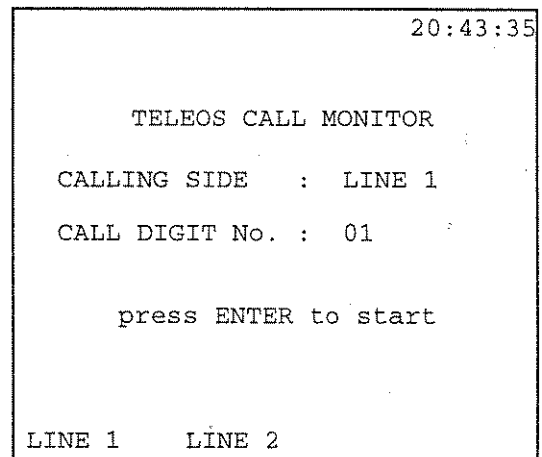 20:43:35
TELEOS CALL MONITOR
CALLING SIDE : LINE 1
CALL DIGIT No. : 01
press ENTER to start
LINE 1 LINE 2